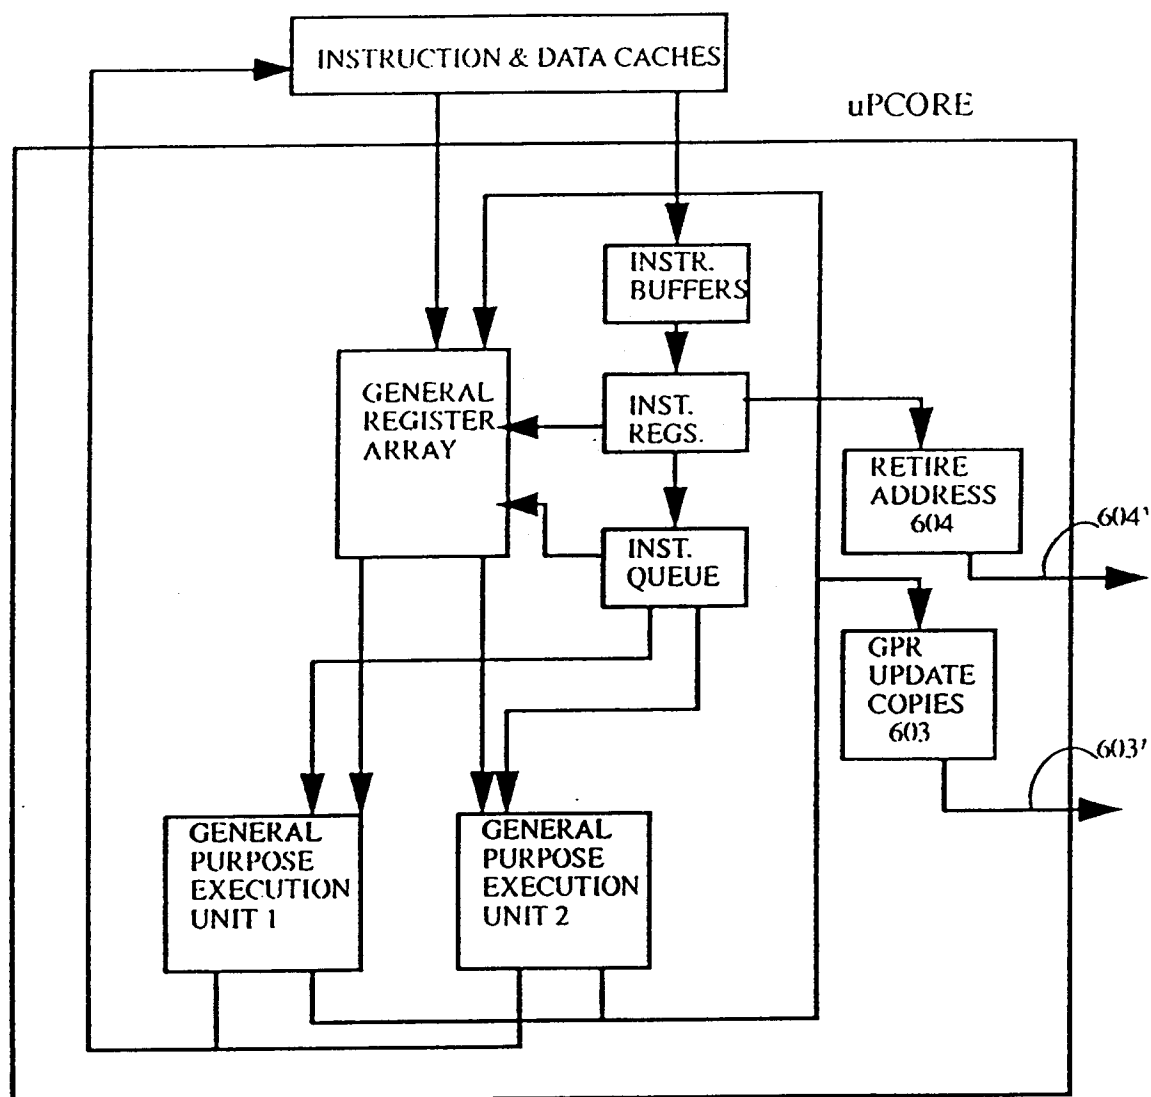 INSTRUCTION & DATA CACHES
uPCORE
INSTR.
BUFFERS
GENERAL
REGISTER
ARRAY
INST.
REGS.
RETIRE
ADDRESS
604
604'
INST.
QUEUE
GPR
UPDATE
COPIES
603
603'
GENERAL
PURPOSE
EXECUTION
UNIT 1
GENERAL
PURPOSE
EXECUTION
UNIT 2